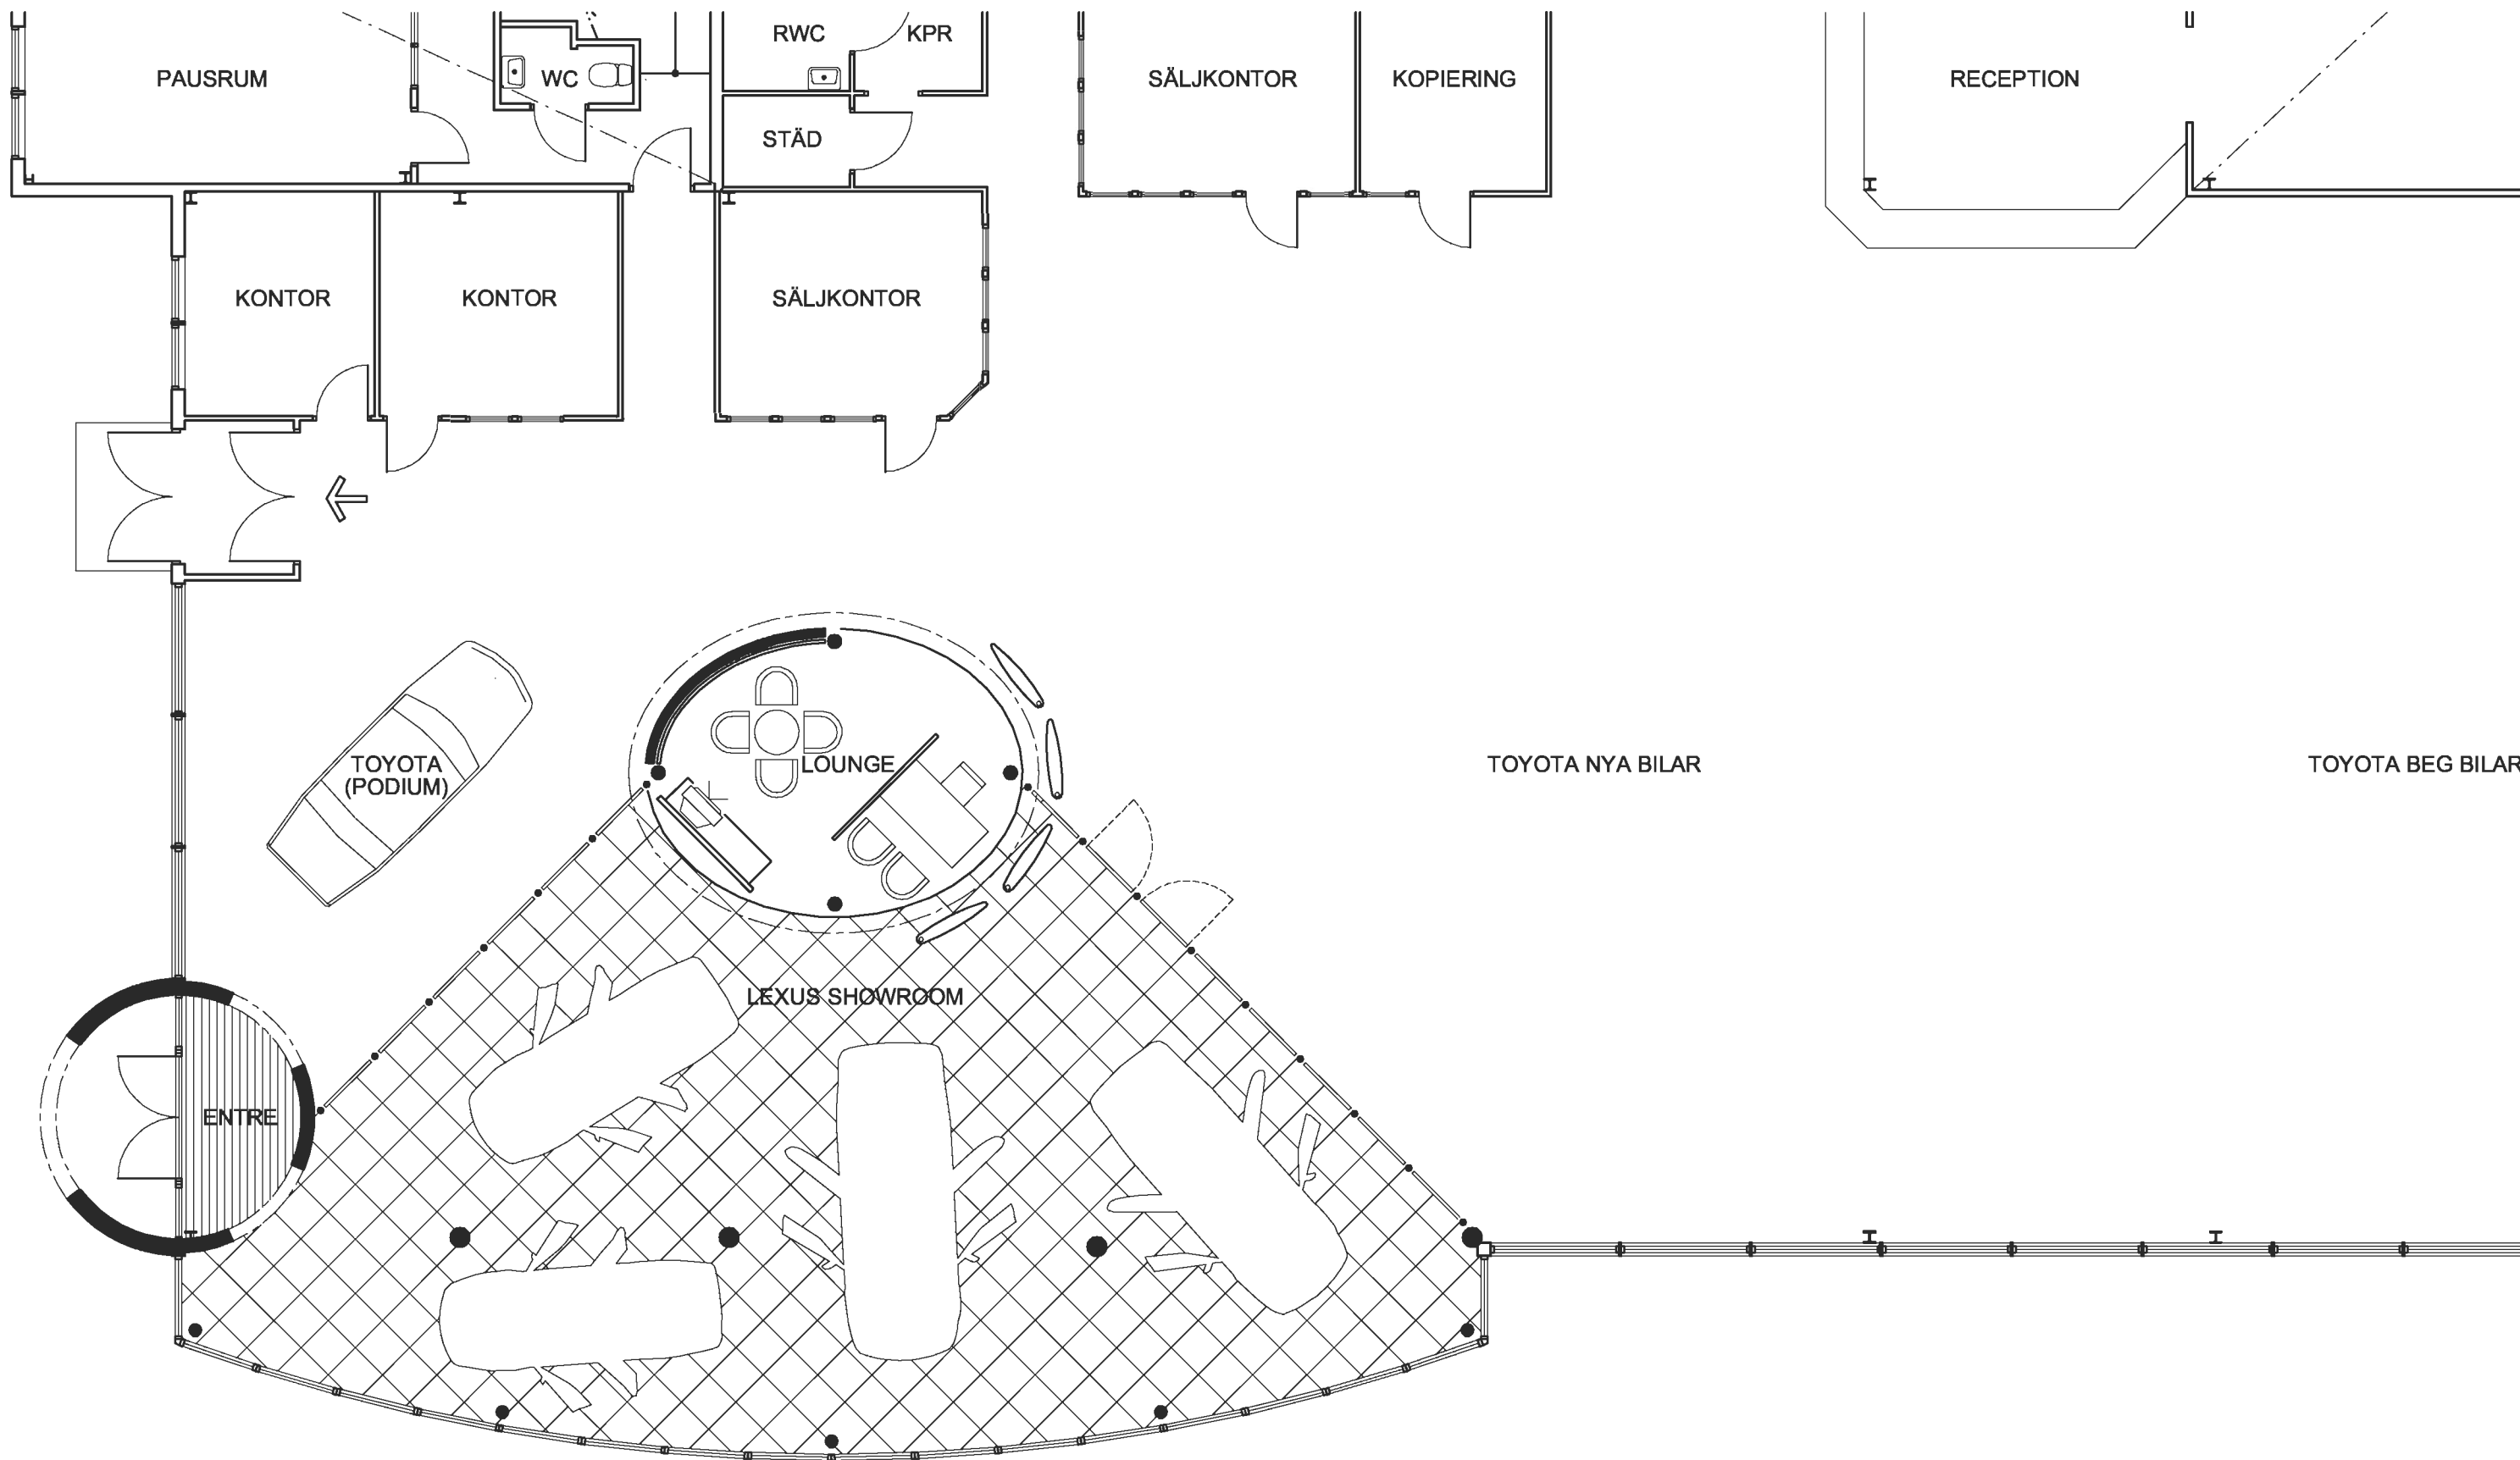 RWC
KPR
PAUSRUM
WC
SÄLJKONTOR
KOPIERING
RECEPTION
STÄD
KONTOR
KONTOR
SÄLJKONTOR
TOYOTA
(PODIUM)
LOUNGE
TOYOTA NYA BILAR
TOYOTA BEG BILAR
LEXUS SHOWROOM
ENTRE